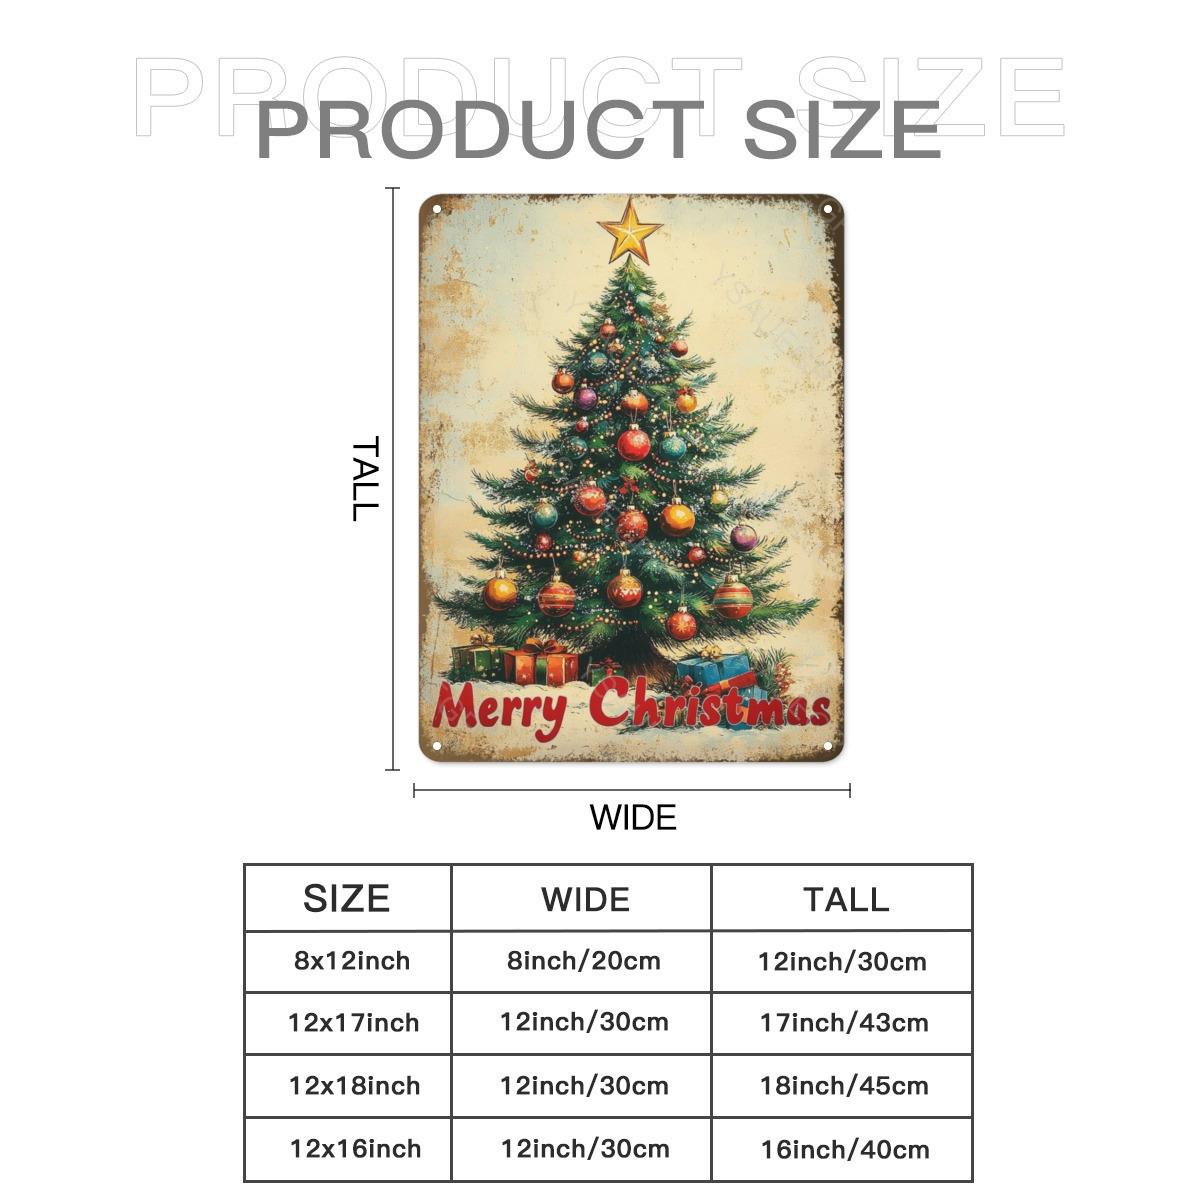 PRODUCT SIZE
PRODUCT SIZE
TALL
Merry Christmas
WIDE
SIZE WIDE TALL
8x12inch 8inch/20cm 12inch/30cm
12x17inch 12inch/30cm 17inch/43cm
12x18inch 12inch/30cm 18inch/45cm
12x16inch 12inch/30cm 16inch/40cm